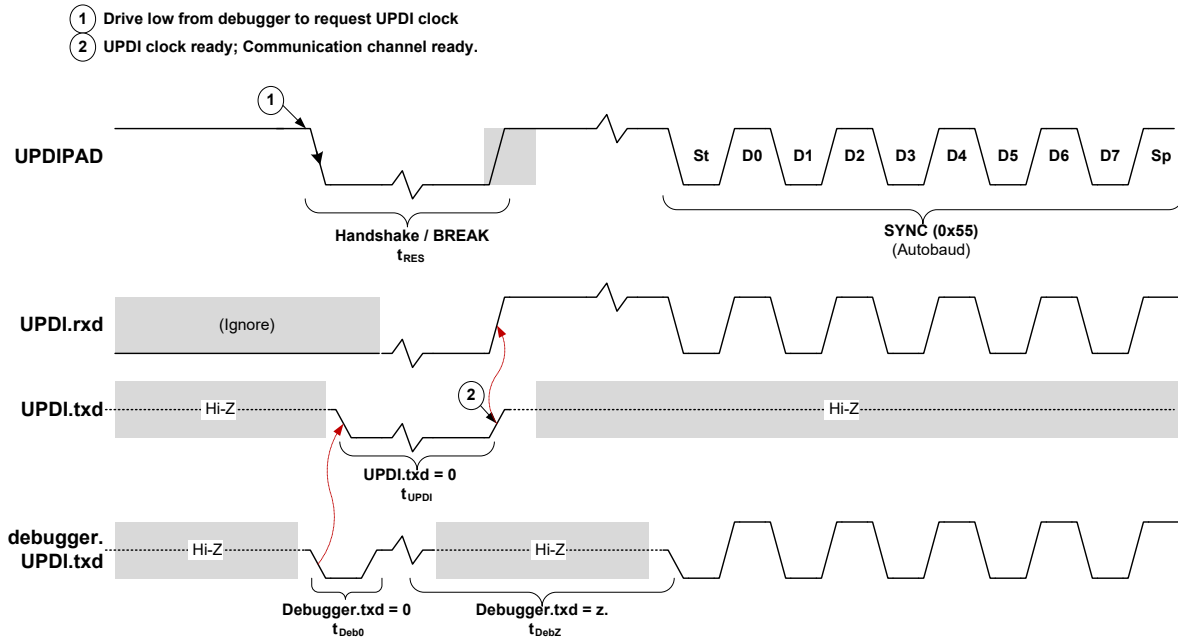 1 Drive low from debugger to request UPDI clock
2 UPDI clock ready; Communication channel ready.
1
UPDIPAD
St D0 D1 D2 D3 D4 D5 D6 D7 Sp
Handshake / BREAK
tRES
SYNC (0x55)
(Autobaud)
UPDI.rxd
(Ignore)
2
UPDI.txd
Hi-Z Hi-Z
UPDI.txd = 0
tUPDI
debugger.
UPDI.txd
Hi-Z Hi-Z
Debugger.txd = 0 Debugger.txd = z.
tDeb0 tDebZ